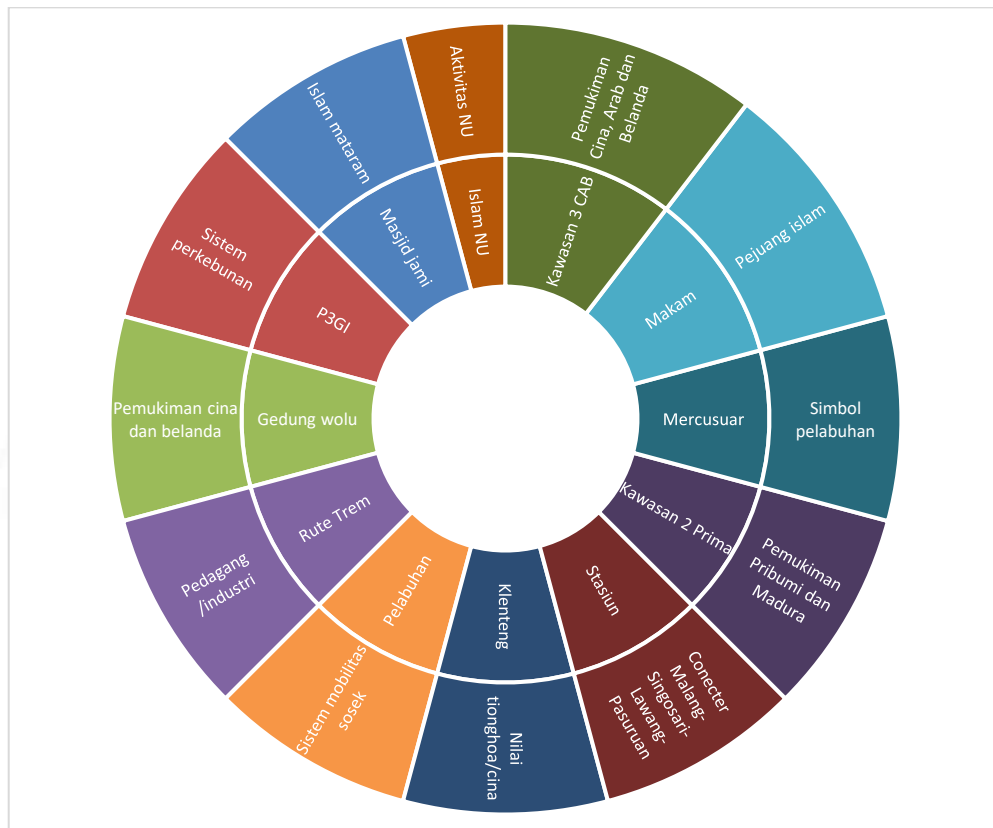 Pemukiman
Cina, Arab dan
Belanda
Kawasan 3 CAB
Pejuang islam
Makam
Simbol
pelabuhan
Mercusuar
Pemukiman
Pribumi dan
Madura
Kawasan 2 Prima
Conecter
Malang-
Singosari-
Lawang-
Pasuruan
Stasiun
Nilai
tionghoa/cina
Klenteng
Sistem mobilitas
sosek
Pelabuhan
Pedagang
/industri
Rute Trem
Pemukiman cina
dan belanda
Gedung wolu
Sistem
perkebunan
P3GI
Islam mataram
Masjid jami
Aktivitas NU
Islam NU